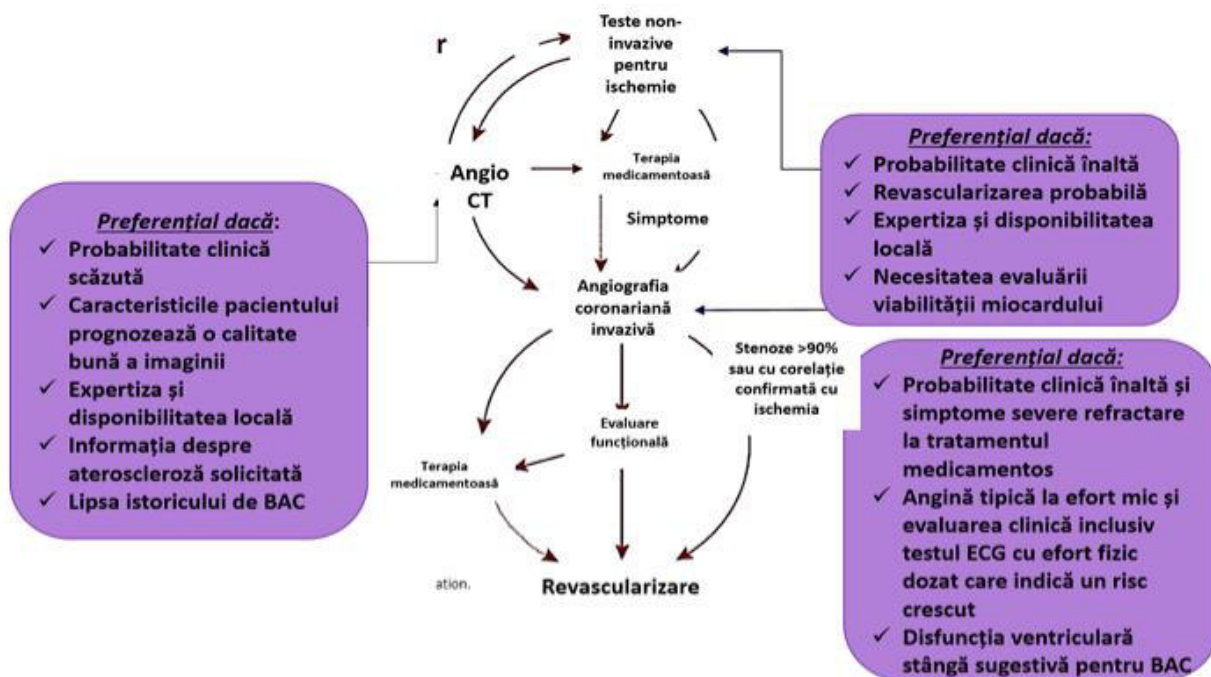 r
Teste non-
invazive
pentru
ischemie
Angio
CT
Terapia
medicamentoasă
Simptome
Angiografia
coronariană
invazivă
Stenoze >90%
sau cu corelație
confirmată cu
ischemia
Evaluare
funcțională
Terapia
medicamentoasă
ation.
Revascularizare
Preferențial dacă:
✓ Probabilitate clinică
scăzută
✓ Caracteristicile pacientului
prognozează o calitate
bună a imaginii
✓ Expertiza și
disponibilitatea locală
✓ Informația despre
ateroscleroză solicitată
✓ Lipsa istoricului de BAC
Preferențial dacă:
✓ Probabilitate clinică înaltă
✓ Revascularizarea probabilă
✓ Expertiza și disponibilitatea
locală
✓ Necesitatea evaluării
viabilității miocardului
Preferențial dacă:
✓ Probabilitate clinică înaltă și
simptome severe refractare
la tratamentul
medicamentos
✓ Angină tipică la efort mic și
evaluarea clinică inclusiv
testul ECG cu efort fizic
dozat care indică un risc
crescut
✓ Disfuncția ventriculară
stângă sugestivă pentru BAC